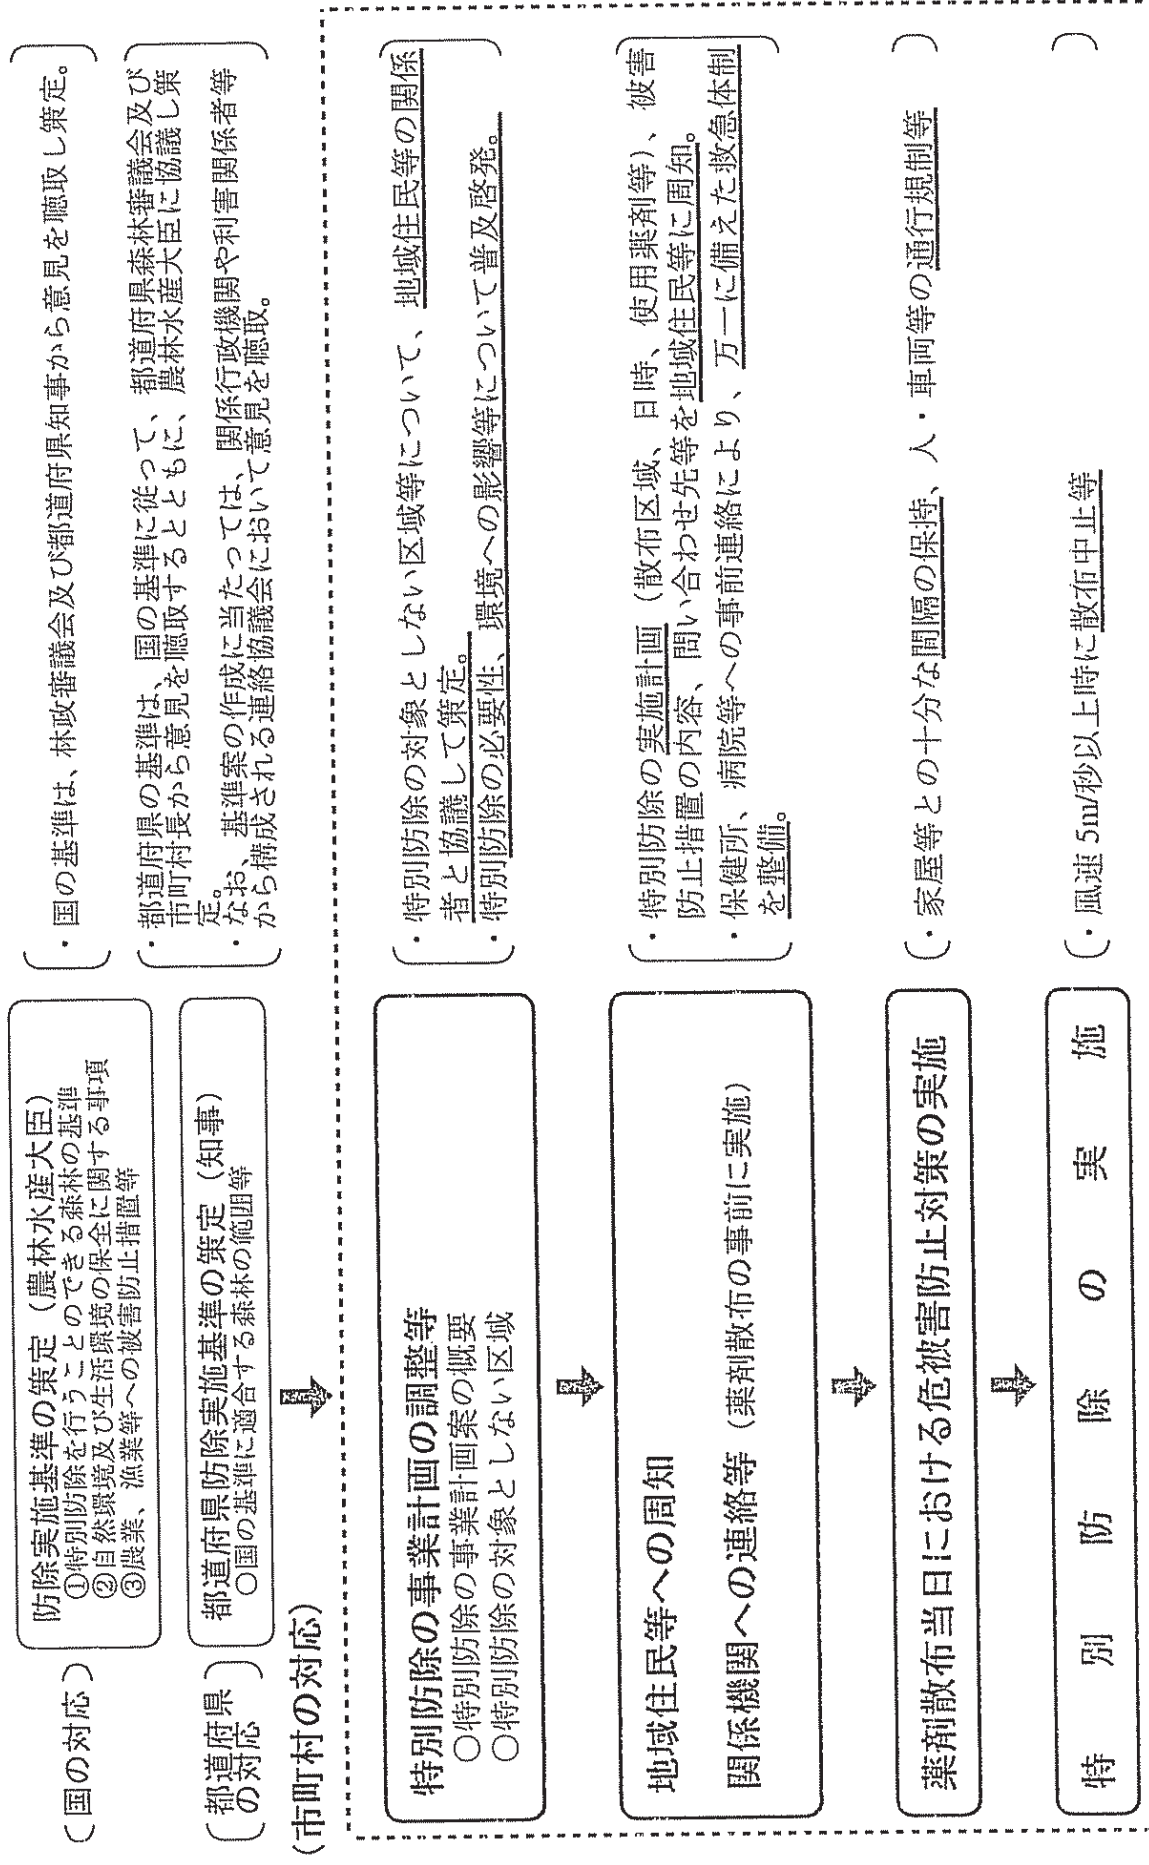 （国の対応）
防除実施基準の策定（農林水産大臣）
①特別防除を行うことのできる森林の基準
②自然環境及び生活環境の保全に関する事項
③農業、漁業等への被害防止措置等
・国の基準は、林政審議会及び都道府県知事から意見を聴取し策定。
都道府県
の対応
都道府県防除実施基準の策定（知事）
○国の基準に適合する森林の範囲等
・都道府県の基準は、国の基準に従って、都道府県森林審議会及び
市町村長から意見を聴取するとともに、農林水産大臣に協議し策
定。
・なお、基準案の作成に当たっては、関係行政機関や利害関係者等
から構成される連絡協議会において意見を聴取。
（市町村の対応）
特別防除の事業計画の調整等
○特別防除の事業計画案の概要
○特別防除の対象としない区域
・特別防除の対象としない区域等について、地域住民等の関係
者と協議して策定。
・特別防除の必要性、環境への影響等について普及啓発。
地域住民等への周知
関係機関への連絡等（薬剤散布の事前に実施）
・特別防除の実施計画（散布区域、日時、使用薬剤等）、被害
防止措置の内容、問い合わせ先等を地域住民等に周知。
・保健所、病院等への事前連絡により、万一に備えた救急体制
を整備。
薬剤散布当日における危被害防止対策の実施
（・家屋等との十分な間隔の保持、人・車両等の通行規制等）
特別防除の実施
（・風速 5m/秒以上時に散布中止等）